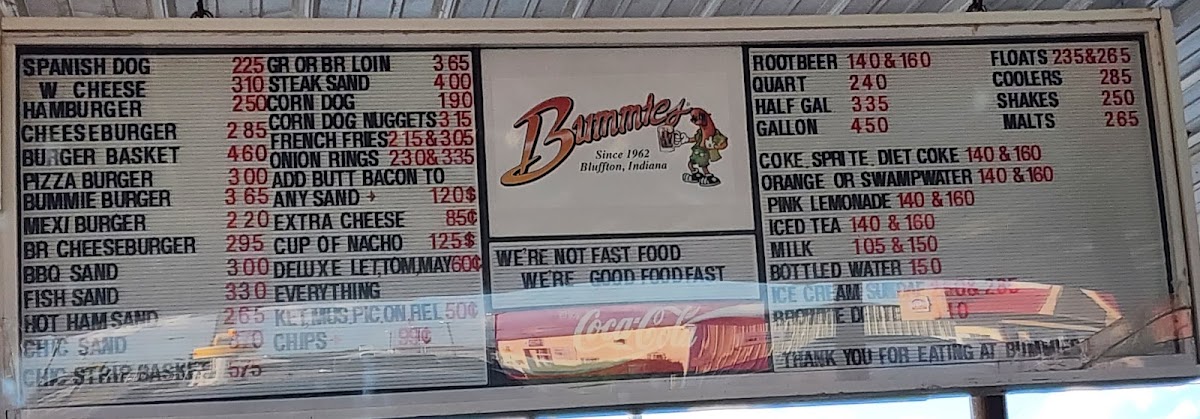 SPANISH DOG 225
W CHEESE 310
HAMBURGER 250
CHEESEBURGER 285
BURGER BASKET 460
PIZZA BURGER 300
BUMMIE BURGER 365
MEXI BURGER 220
BR CHEESEBURGER 295
BBQ SAND 300
FISH SAND 330
HOT HAM SAND 265
CHIC SAND
CHIC STRIP BASKET 575
GR OR BR LOIN 365
STEAK SAND 400
CORN DOG 190
CORN DOG NUGGETS 315
FRENCH FRIES 215 & 305
ONION RINGS 230 & 335
ADD BUTT BACON TO
ANY SAND + 120$
EXTRA CHEESE 85¢
CUP OF NACHO 125$
DELUXE LET,TOM,MAY 60¢
EVERYTHING
KET,MUS,PIC,ON,REL 50¢
CHIPS 99¢
Bummies
Since 1962
Bluffton, Indiana
WE'RE NOT FAST FOOD
WE'RE GOOD FOOD FAST
Coca-Cola
ROOTBEER 140 & 160
QUART 240
HALF GAL 335
GALLON 450
FLOATS 235 & 265
COOLERS 285
SHAKES 250
MALTS 265
COKE, SPRITE, DIET COKE 140 & 160
ORANGE OR SWAMPWATER 140 & 160
PINK LEMONADE 140 & 160
ICED TEA 140 & 160
MILK 105 & 150
BOTTLED WATER 150
ICE CREAM SUNDAE
BROWNIE
THANK YOU FOR EATING AT BUMMIES